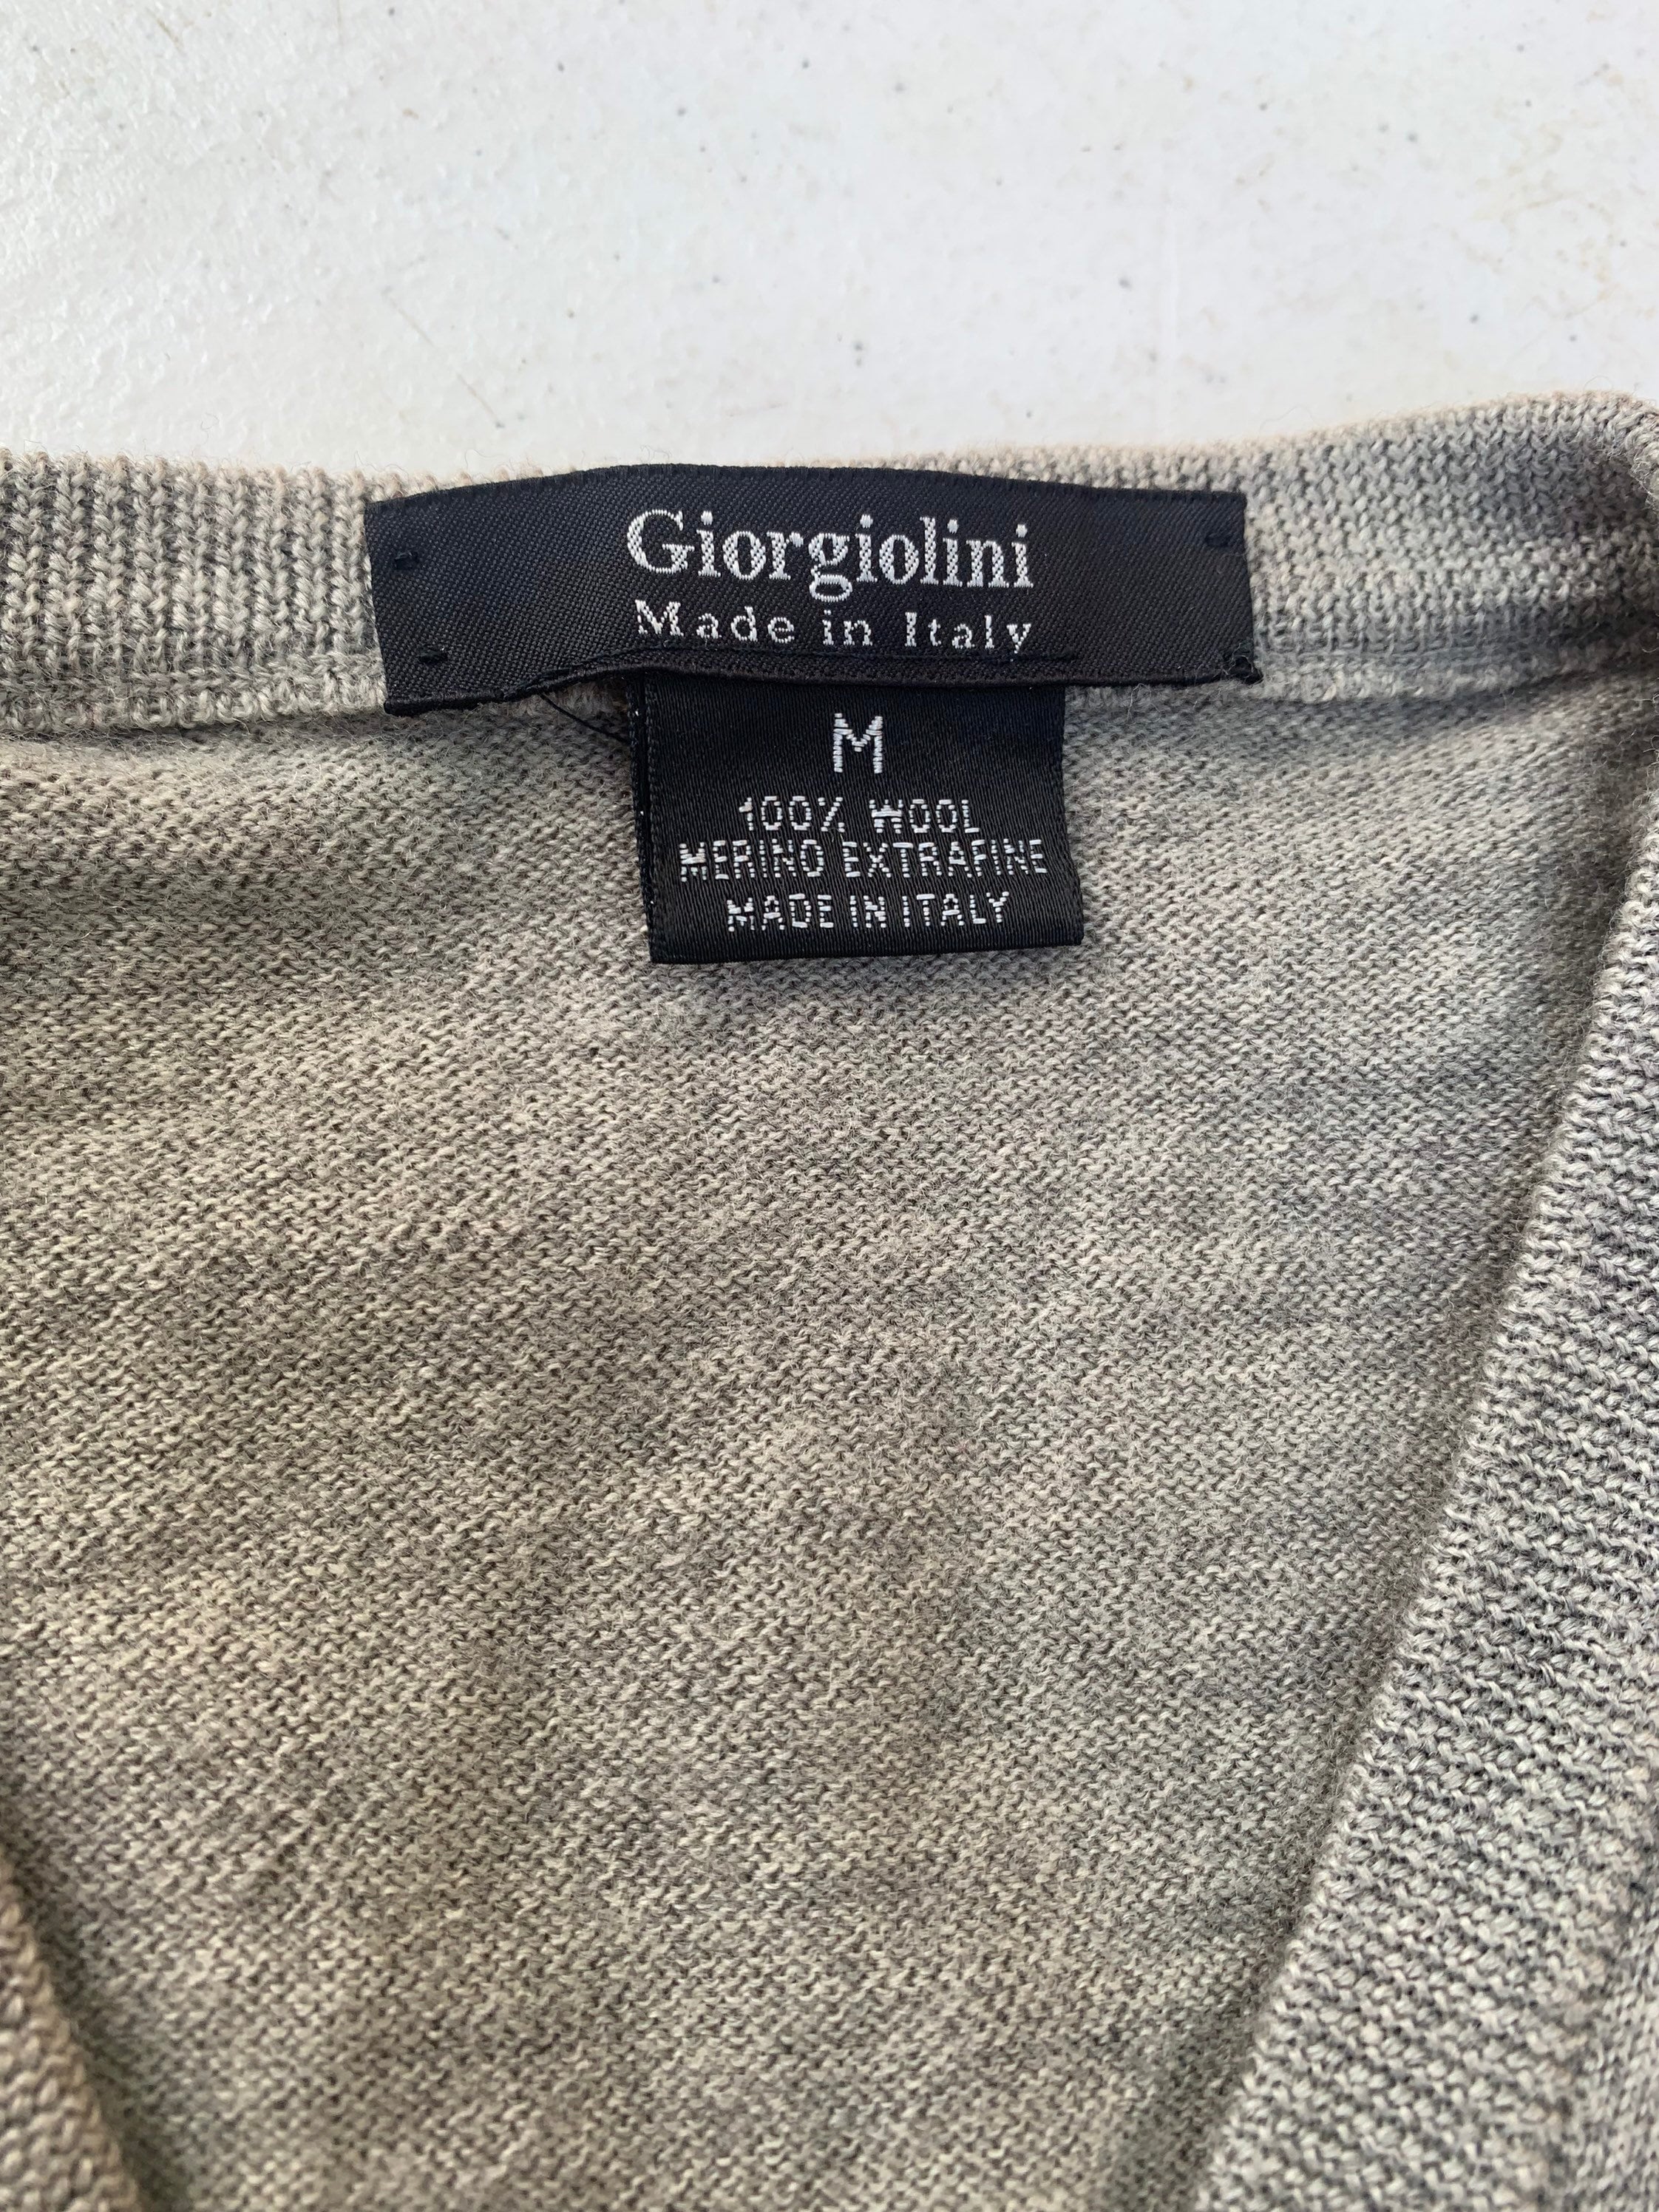 Giorgiolini
Made in Italy
M
100% WOOL
MERINO EXTRAFINE
MADE IN ITALY